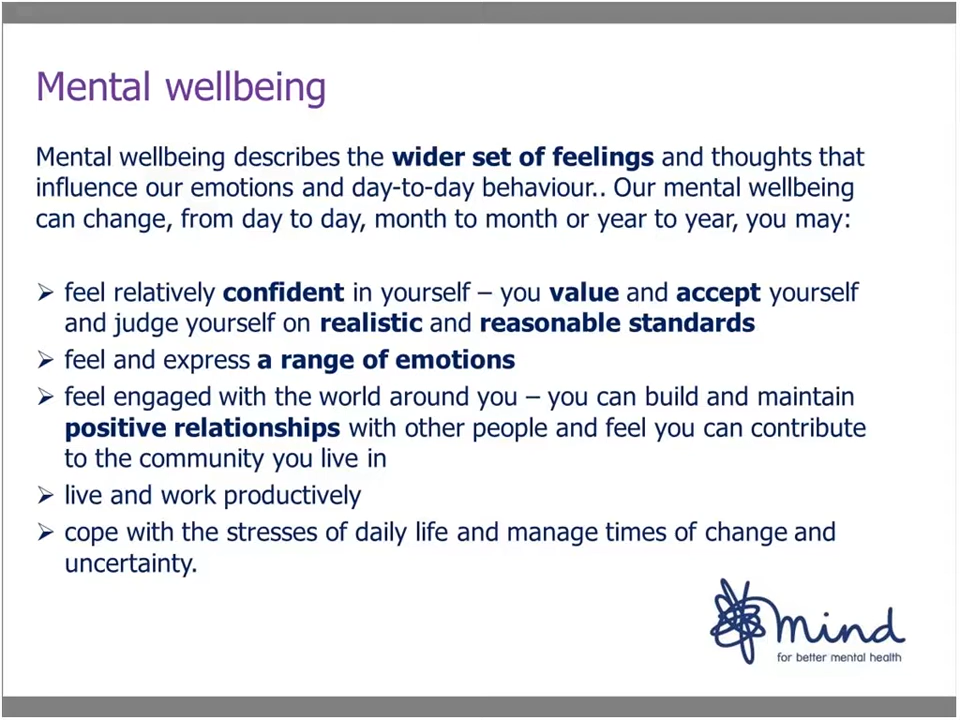 Mental wellbeing
Mental wellbeing describes the wider set of feelings and thoughts that
influence our emotions and day-to-day behaviour.. Our mental wellbeing
can change, from day to day, month to month or year to year, you may:
➢ feel relatively confident in yourself – you value and accept yourself
and judge yourself on realistic and reasonable standards
➢ feel and express a range of emotions
➢ feel engaged with the world around you – you can build and maintain
positive relationships with other people and feel you can contribute
to the community you live in
➢ live and work productively
➢ cope with the stresses of daily life and manage times of change and
uncertainty.
mind
for better mental health